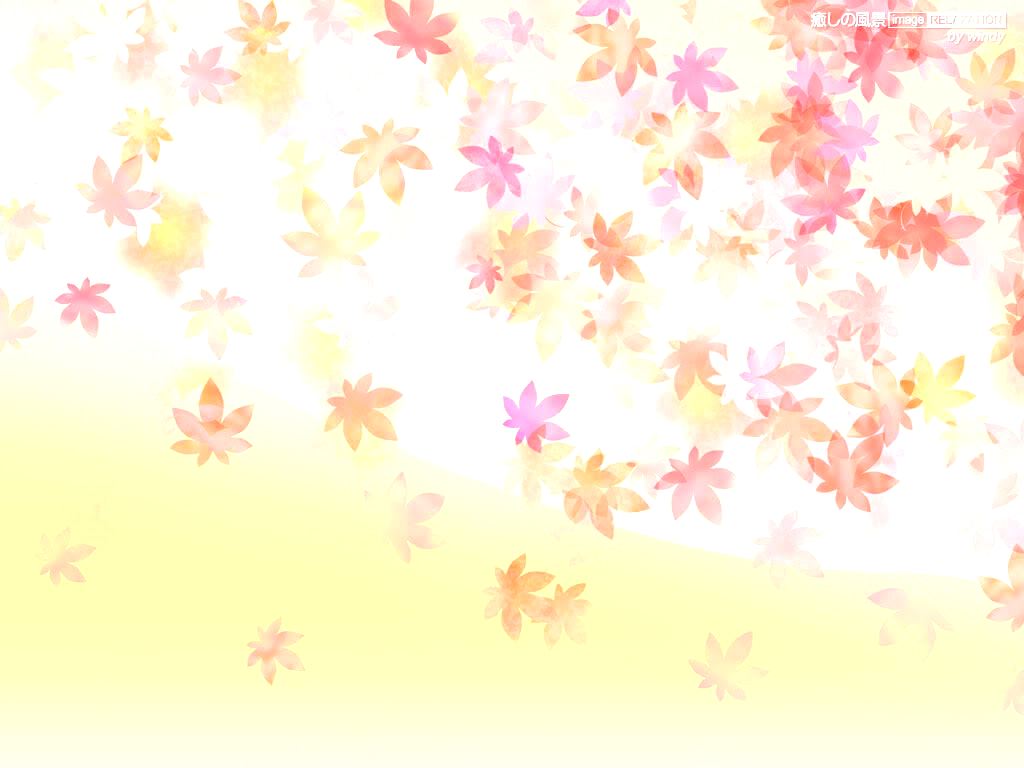 癒しの風景 image RELAXATION
by windy